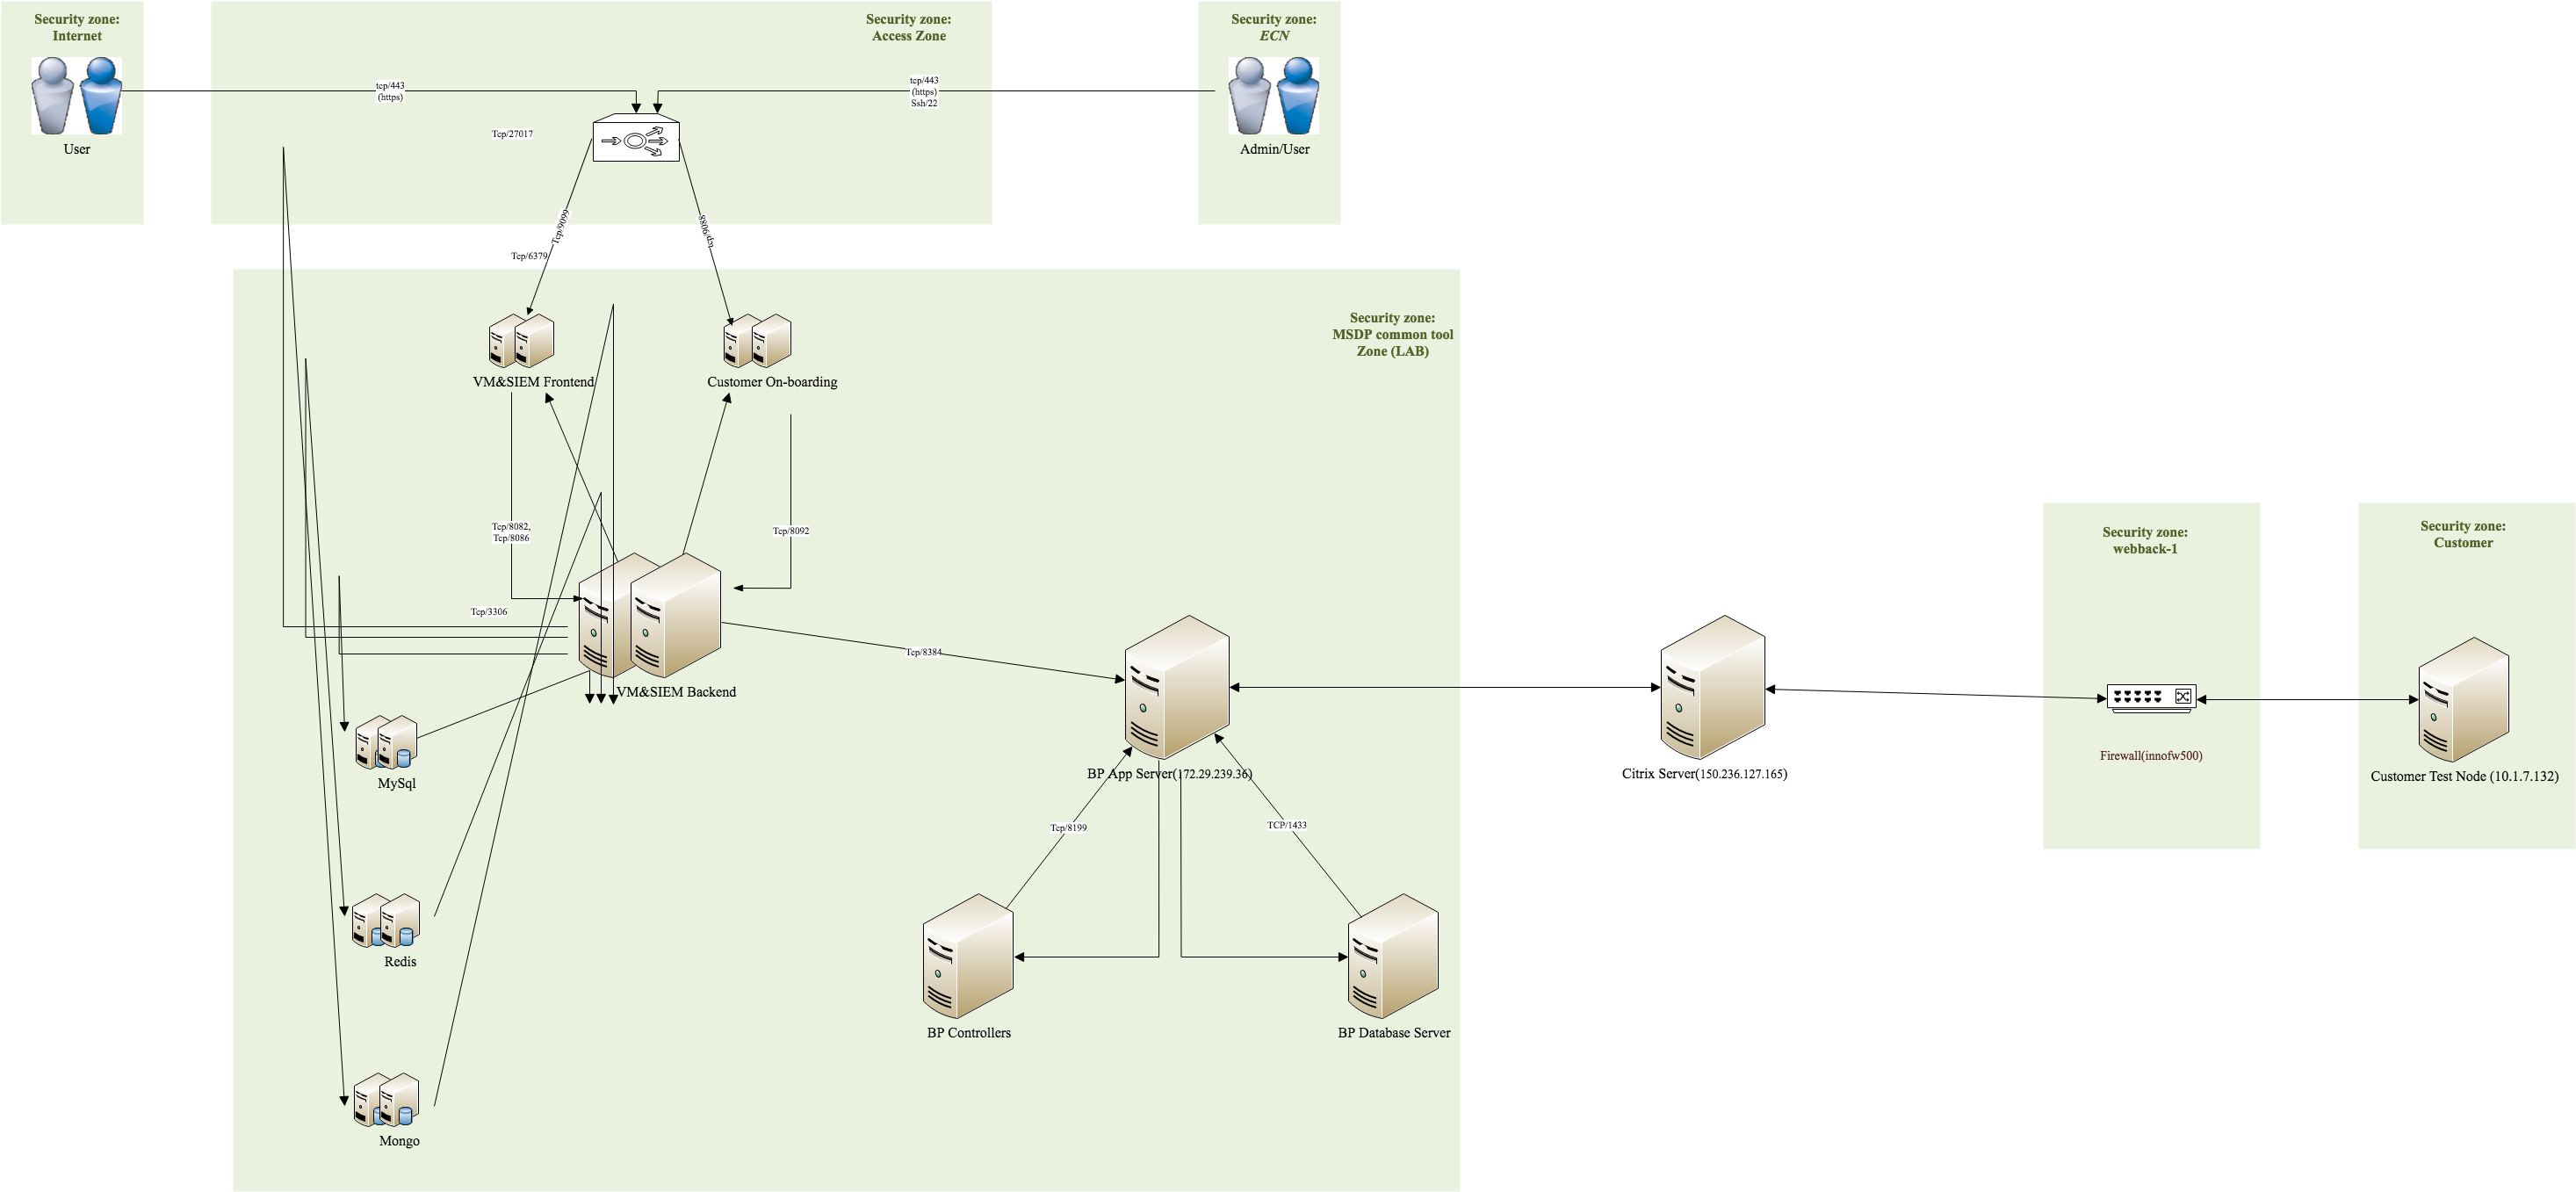 Security zone:
Internet
User
tcp/443
(https)
Security zone:
Access Zone
tcp/443
(https)
Ssh/22
Tcp/27017
Security zone:
ECN
Admin/User
Tcp/9099
tcp/9088
Tcp/6379
Security zone:
MSDP common tool
Zone (LAB)
VM&SIEM Frontend
Customer On-boarding
Tcp/8082,
Tcp/8086
Tcp/8092
Tcp/3306
VM&SIEM Backend
Tcp/8384
MySql
Redis
Mongo
BP App Server(172.29.239.36)
Tcp/8199
TCP/1433
BP Controllers
BP Database Server
Citrix Server(150.236.127.165)
Security zone:
webback-1
Firewall(innofw500)
Security zone:
Customer
Customer Test Node (10.1.7.132)